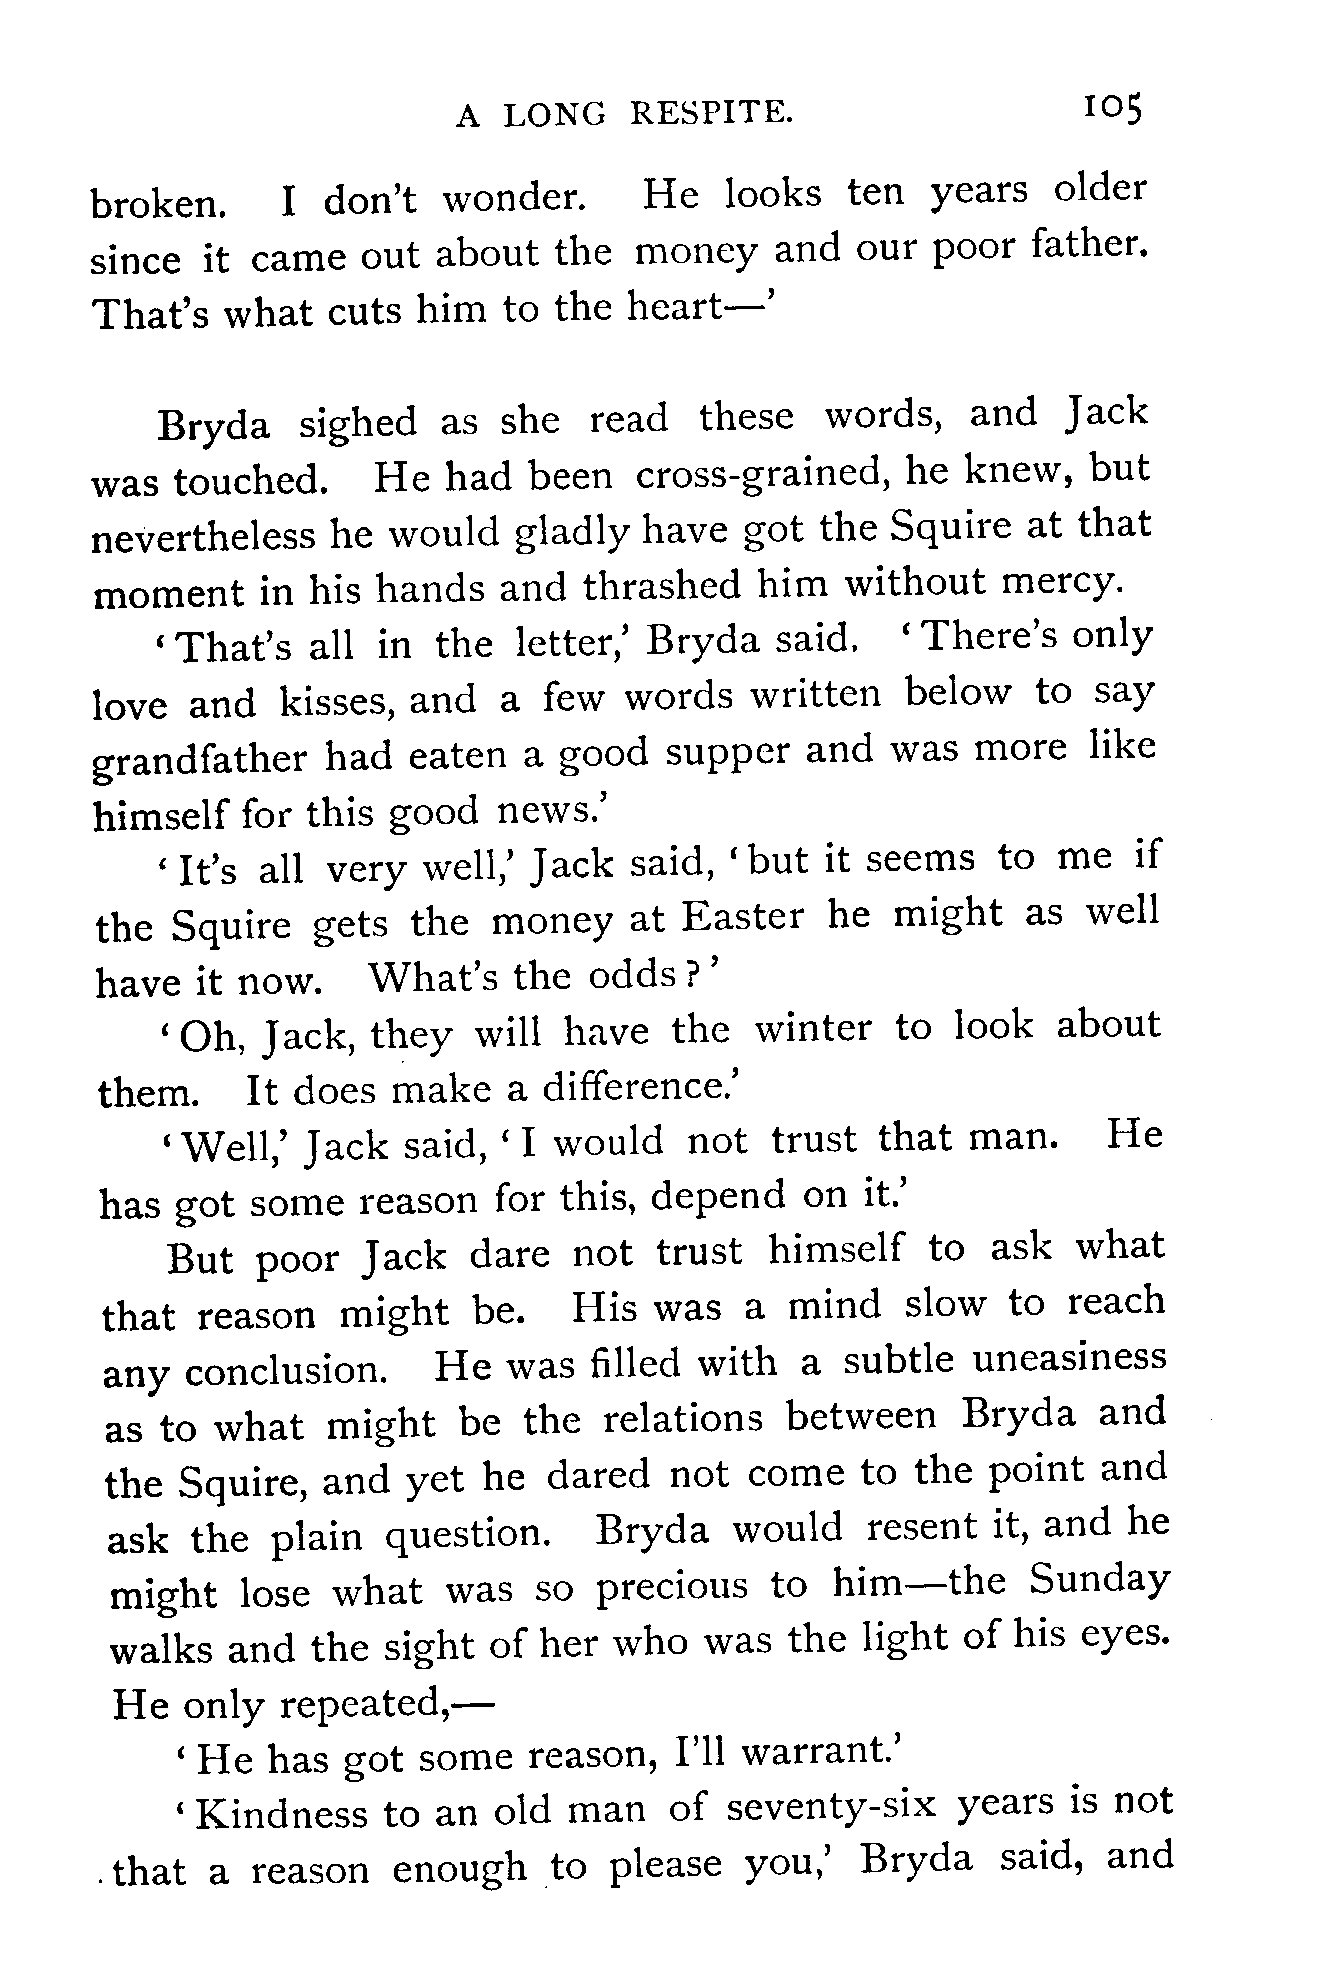 A LONG RESPITE. 105
broken. I don't wonder. He looks ten years older
since it came out about the money and our poor father.
That's what cuts him to the heart—'
Bryda sighed as she read these words, and Jack
was touched. He had been cross-grained, he knew, but
nevertheless he would gladly have got the Squire at that
moment in his hands and thrashed him without mercy.
'That's all in the letter,' Bryda said. 'There's only
love and kisses, and a few words written below to say
grandfather had eaten a good supper and was more like
himself for this good news.'
'It's all very well,' Jack said, 'but it seems to me if
the Squire gets the money at Easter he might as well
have it now. What's the odds?'
'Oh, Jack, they will have the winter to look about
them. It does make a difference.'
'Well,' Jack said, 'I would not trust that man. He
has got some reason for this, depend on it.'
But poor Jack dare not trust himself to ask what
that reason might be. His was a mind slow to reach
any conclusion. He was filled with a subtle uneasiness
as to what might be the relations between Bryda and
the Squire, and yet he dared not come to the point and
ask the plain question. Bryda would resent it, and he
might lose what was so precious to him—the Sunday
walks and the sight of her who was the light of his eyes.
He only repeated,—
'He has got some reason, I'll warrant.'
'Kindness to an old man of seventy-six years is not
that a reason enough to please you,' Bryda said, and